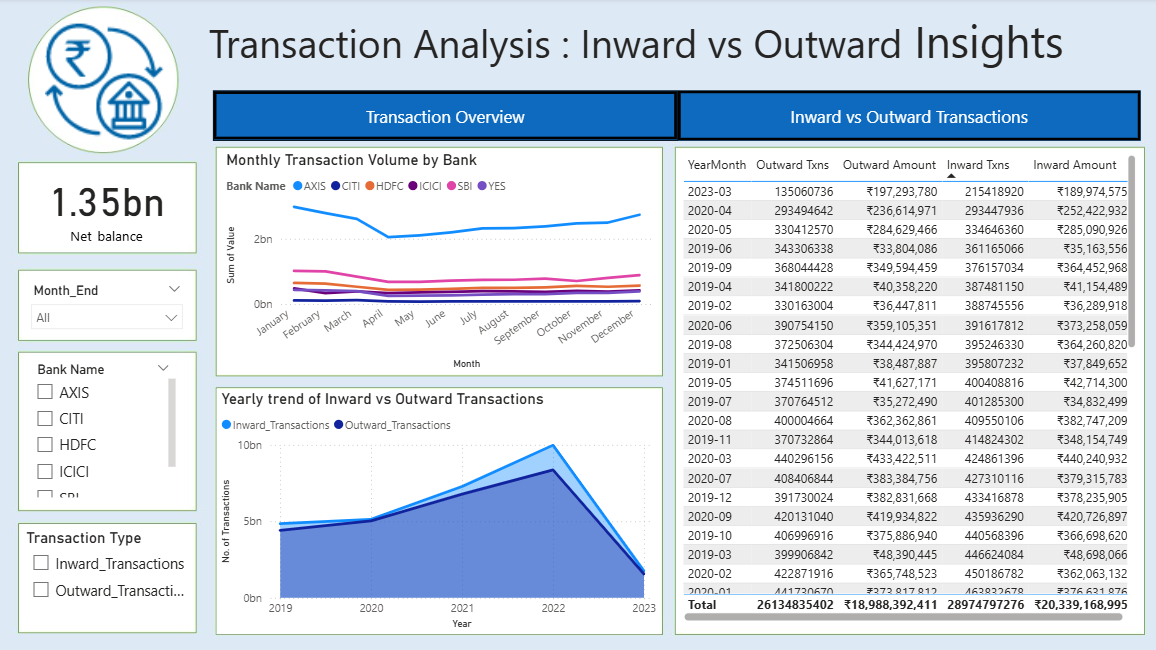 Transaction Analysis : Inward vs Outward Insights
Transaction Overview
Inward vs Outward Transactions
1.35bn
Net balance
Month_End
All
Bank Name
AXIS
CITI
HDFC
ICICI
SBI
Transaction Type
Inward_Transactions
Outward_Transacti...
Monthly Transaction Volume by Bank
Bank Name AXIS CITI HDFC ICICI SBI YES
Sum of Value
2bn
0bn
January February March April May June July August September October November December
Month
Yearly trend of Inward vs Outward Transactions
Inward_Transactions Outward_Transactions
No. of Transactions
10bn
5bn
0bn
2019 2020 2021 2022 2023
Year
YearMonth Outward Txns Outward Amount Inward Txns Inward Amount
2023-03 135060736 ₹197,293,780 215418920 ₹189,974,575
2020-04 293494642 ₹236,614,971 293447936 ₹252,422,932
2020-05 330412570 ₹284,629,466 334646360 ₹285,090,926
2019-06 343306338 ₹33,804,086 361165066 ₹35,163,556
2019-09 368044428 ₹349,594,459 376157034 ₹364,452,968
2019-04 341800222 ₹40,358,220 387481150 ₹41,154,489
2019-02 330163004 ₹36,447,811 388745556 ₹36,289,918
2020-06 390754150 ₹359,105,351 391617812 ₹373,258,059
2019-08 372506304 ₹344,424,970 395246330 ₹364,260,820
2019-01 341506958 ₹38,487,887 395807232 ₹37,849,652
2019-05 374511696 ₹41,627,171 400408816 ₹42,714,300
2019-07 370764512 ₹35,272,490 401285300 ₹34,832,499
2020-08 400004664 ₹362,362,861 409550106 ₹382,747,209
2019-11 370732864 ₹344,013,618 414824302 ₹348,154,749
2020-03 440296156 ₹433,422,511 424861396 ₹440,240,932
2020-07 408406844 ₹383,384,756 427310116 ₹379,315,783
2019-12 391730024 ₹382,831,668 433416878 ₹378,235,905
2020-09 420131040 ₹419,934,822 435936290 ₹420,726,897
2019-10 406996916 ₹375,886,940 440568396 ₹366,698,620
2019-03 399906842 ₹48,390,445 446624084 ₹48,698,066
2020-02 422871916 ₹365,748,523 450186782 ₹362,063,132
2020-01 441730670 ₹373,817,812 463832678 ₹376,631,876
Total 26134835402 ₹18,988,392,411 28974797276 ₹20,339,168,995